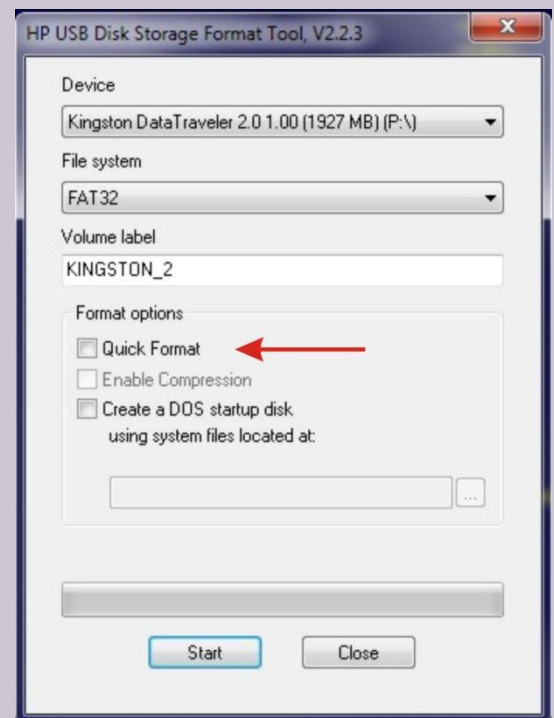 HP USB Disk Storage Format Tool, V2.2.3
Device
Kingston DataTraveler 2.0 1.00 (1927 MB) (P:\)
File system
FAT32
Volume label
KINGSTON_2
Format options
Quick Format
Enable Compression
Create a DOS startup disk
using system files located at:
...
Start
Close